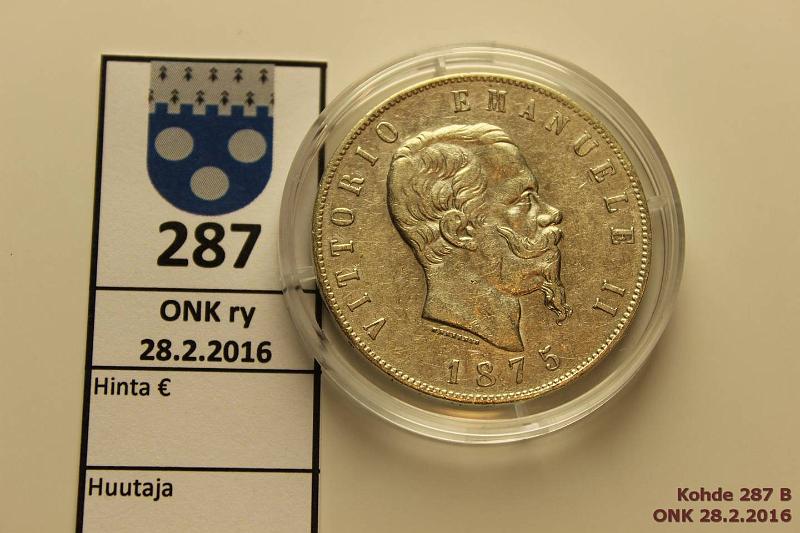 287
ONK ry
28.2.2016
Hinta €
Huutaja
VITTORIO EMANUELE II
1875
Kohde 287 B
ONK 28.2.2016